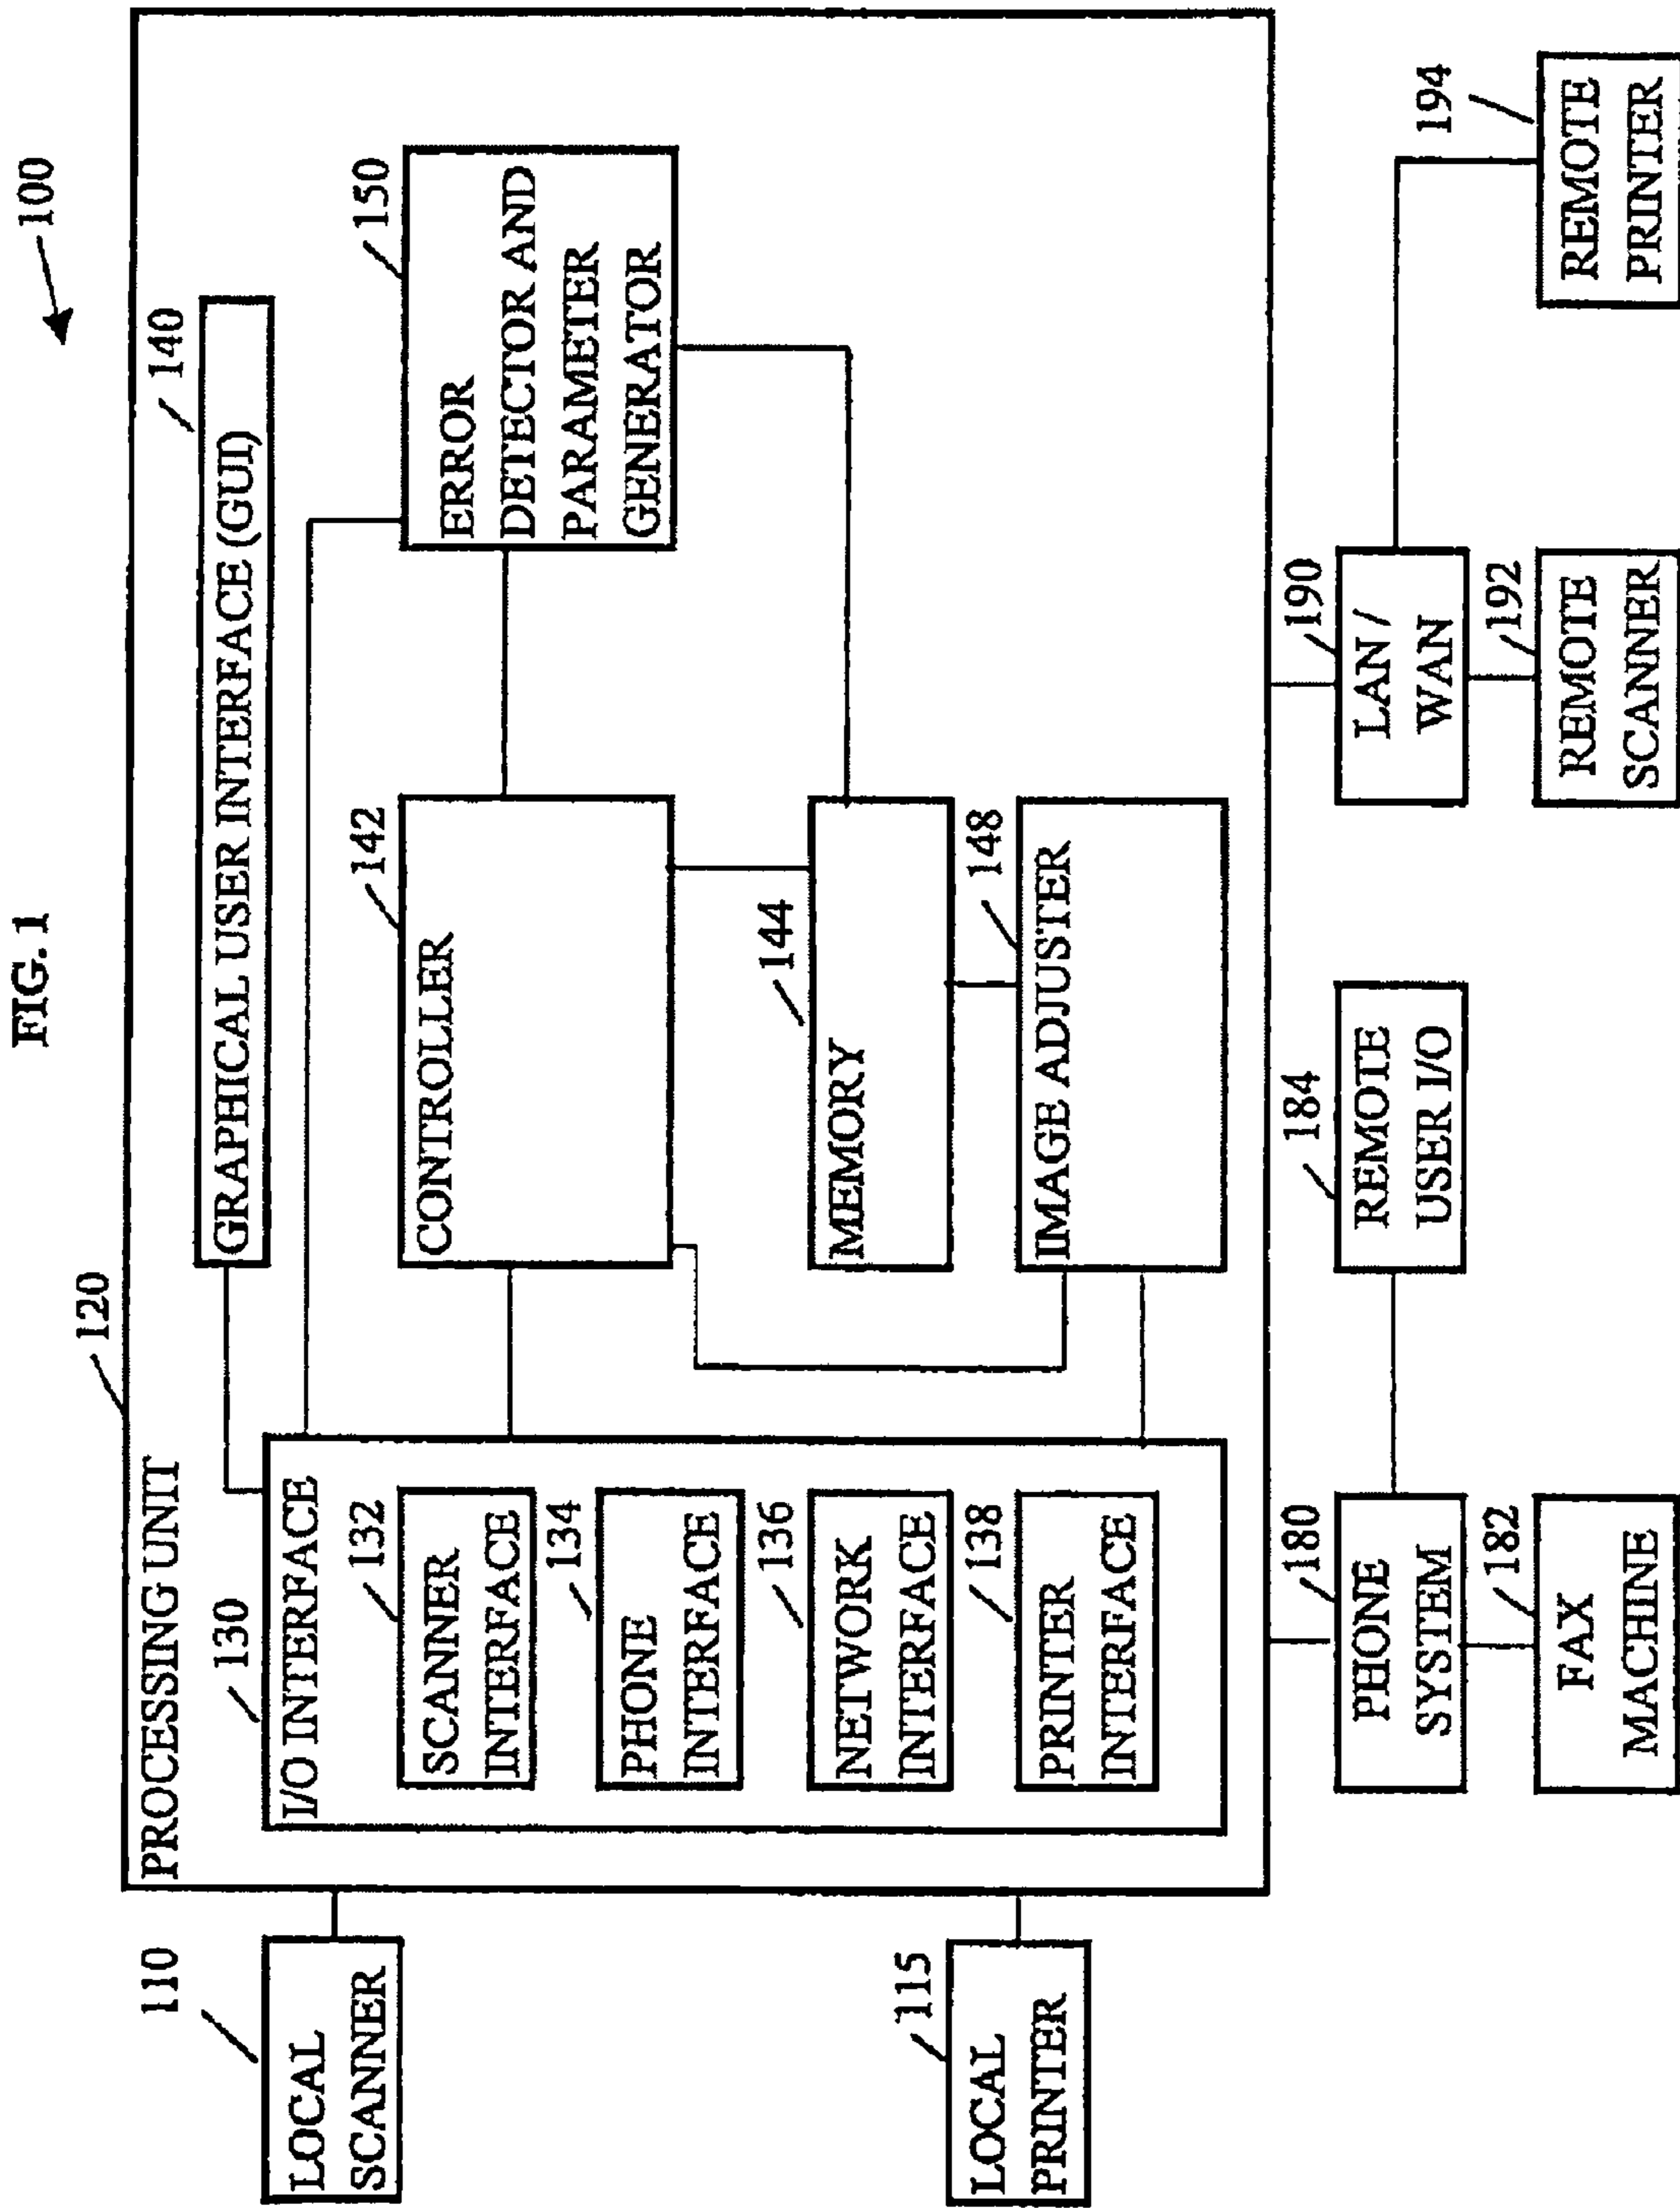 FIG. 1
100
120
PROCESSING UNIT
140
GRAPHICAL USER INTERFACE (GUI)
130
I/O INTERFACE
132
SCANNER
INTERFACE
134
PHONE
INTERFACE
136
NETWORK
INTERFACE
138
PRINTER
INTERFACE
142
CONTROLLER
144
MEMORY
148
IMAGE ADJUSTER
150
ERROR
DETECTOR AND
PARAMETER
GENERATOR
110
LOCAL
SCANNER
115
LOCAL
PRINTER
180
PHONE
SYSTEM
182
FAX
MACHINE
184
REMOTE
USER I/O
190
LAN /
WAN
192
REMOTE
SCANNER
194
REMOTE
PRINTER